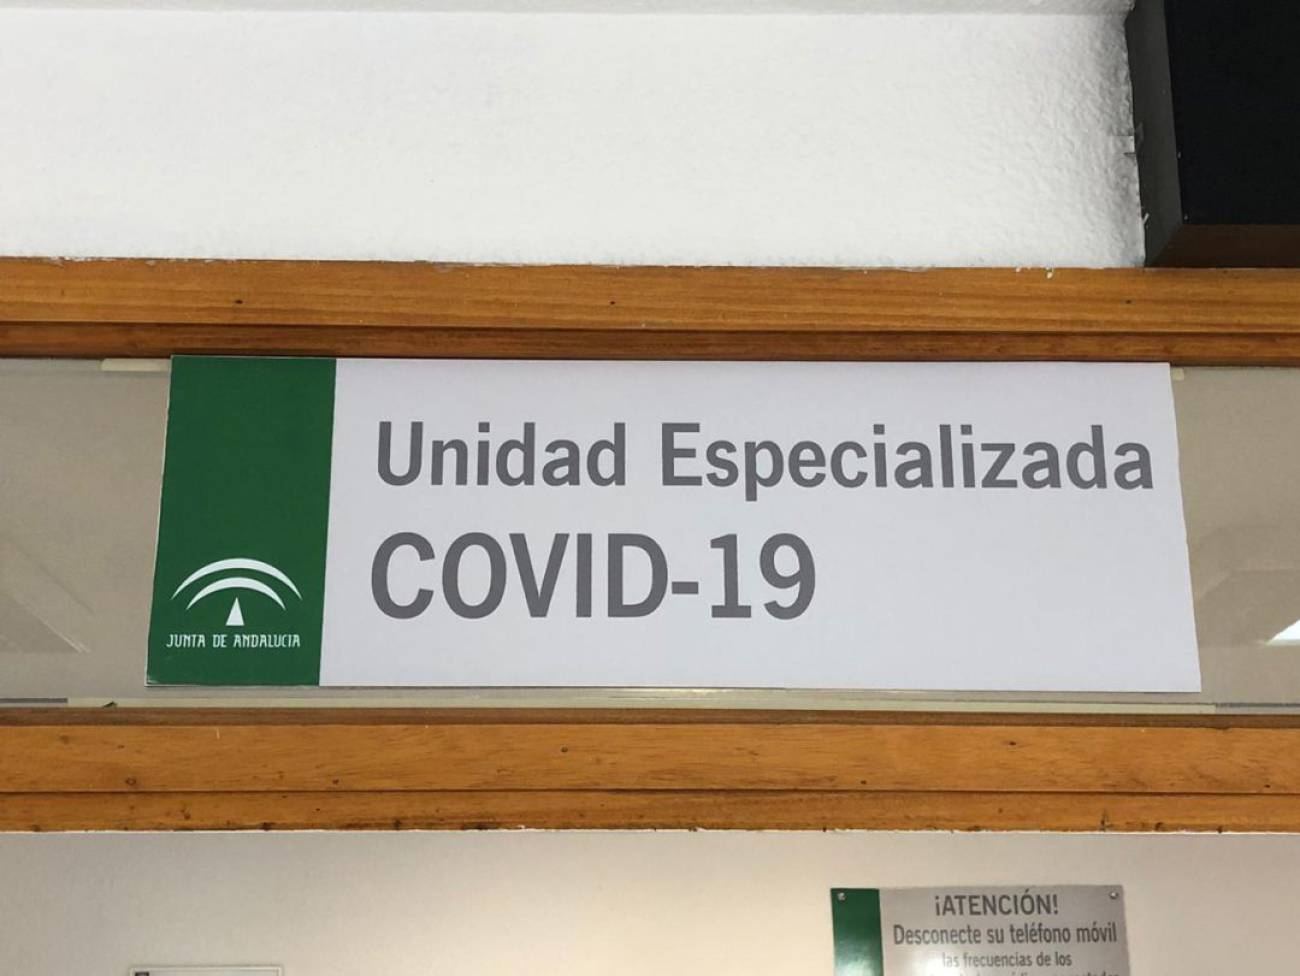 Unidad Especializada
COVID-19
JUNTA DE ANDALUCIA
¡ATENCIÓN!
Desconecte su teléfono móvil
las frecuencias de los